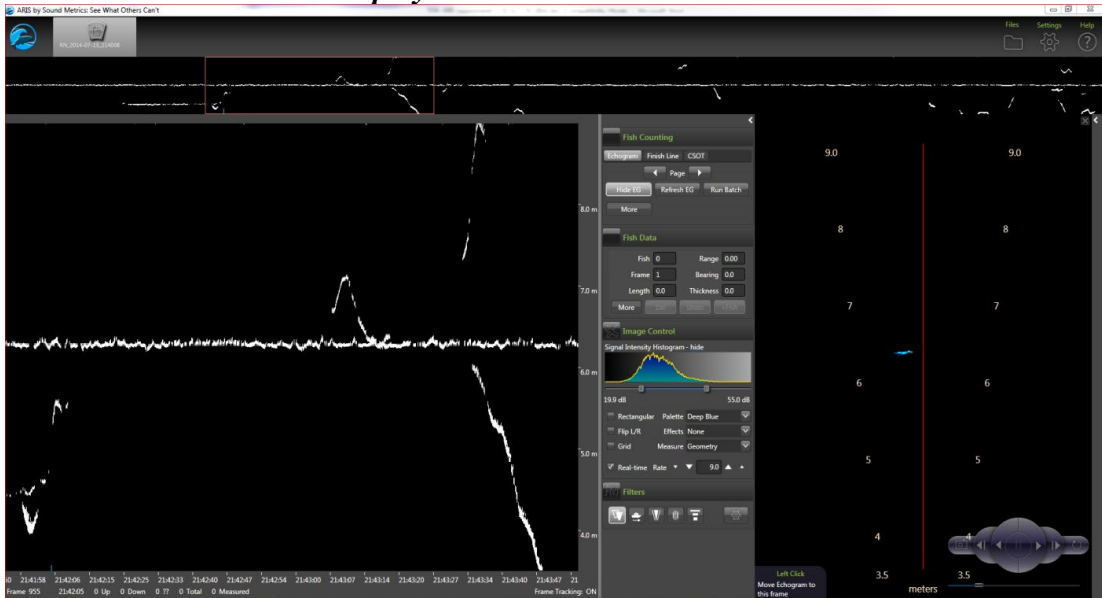 ARIS by Sound Metrics: See What Others Can't
Files Settings Help
8.0 m
7.0 m
6.0 m
5.0 m
4.0 m
21:41:58 21:42:06 21:42:15 21:42:25 21:42:33 21:42:40 21:42:47 21:42:54 21:43:00 21:43:07 21:43:14 21:43:20 21:43:27 21:43:34 21:43:40 21:43:47 21
Frame 955 21:42:05 0 Up 0 Down 0 ?? 0 Total 0 Measured Frame Tracking: ON
Fish Counting
Echogram Finish Line CSOT
Page
Hide EG Refresh EG Run Batch
More
Fish Data
Fish 0 Range 0.00
Frame 1 Bearing 0.0
Length 0.0 Thickness 0.0
More
Image Control
Signal Intensity Histogram - hide
19.9 dB 55.0 dB
Rectangular Palette Deep Blue
Flip L/R Effects None
Grid Measure Geometry
Real-time Rate 9.0
Filters
9.0 9.0
8 8
7 7
6 6
5 5
4 4
3.5 meters 3.5
Left Click
Move Echogram to
this frame